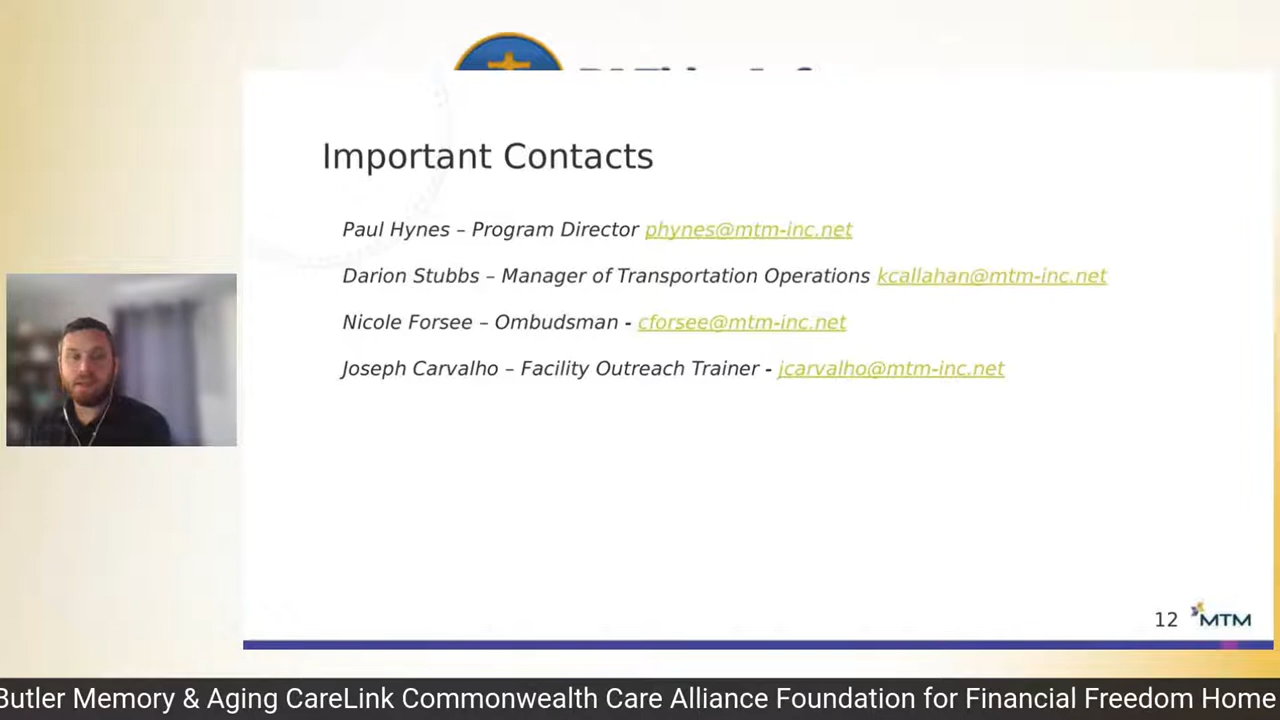 Important Contacts
Paul Hynes – Program Director phynes@mtm-inc.net
Darion Stubbs – Manager of Transportation Operations kcallahan@mtm-inc.net
Nicole Forsee – Ombudsman - cforsee@mtm-inc.net
Joseph Carvalho – Facility Outreach Trainer - jcarvalho@mtm-inc.net
12 MTM
Butler Memory & Aging CareLink Commonwealth Care Alliance Foundation for Financial Freedom Home